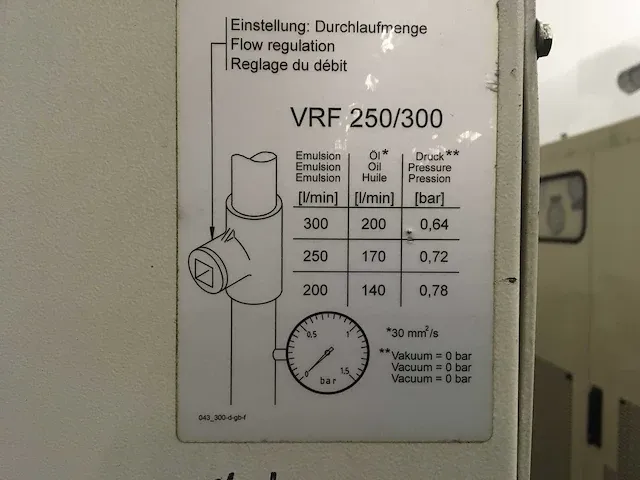 Einstellung: Durchlaufmenge
Flow regulation
Reglage du débit
VRF 250/300
Emulsion Öl* Druck**
Emulsion Oil Pressure
Emulsion Huile Pression
[l/min] [l/min] [bar]
300 200 0,64
250 170 0,72
200 140 0,78
0,5 1
0 1,5
bar
*30 mm²/s
**Vakuum = 0 bar
Vacuum = 0 bar
Vacuum = 0 bar
043_300-d-gb-f